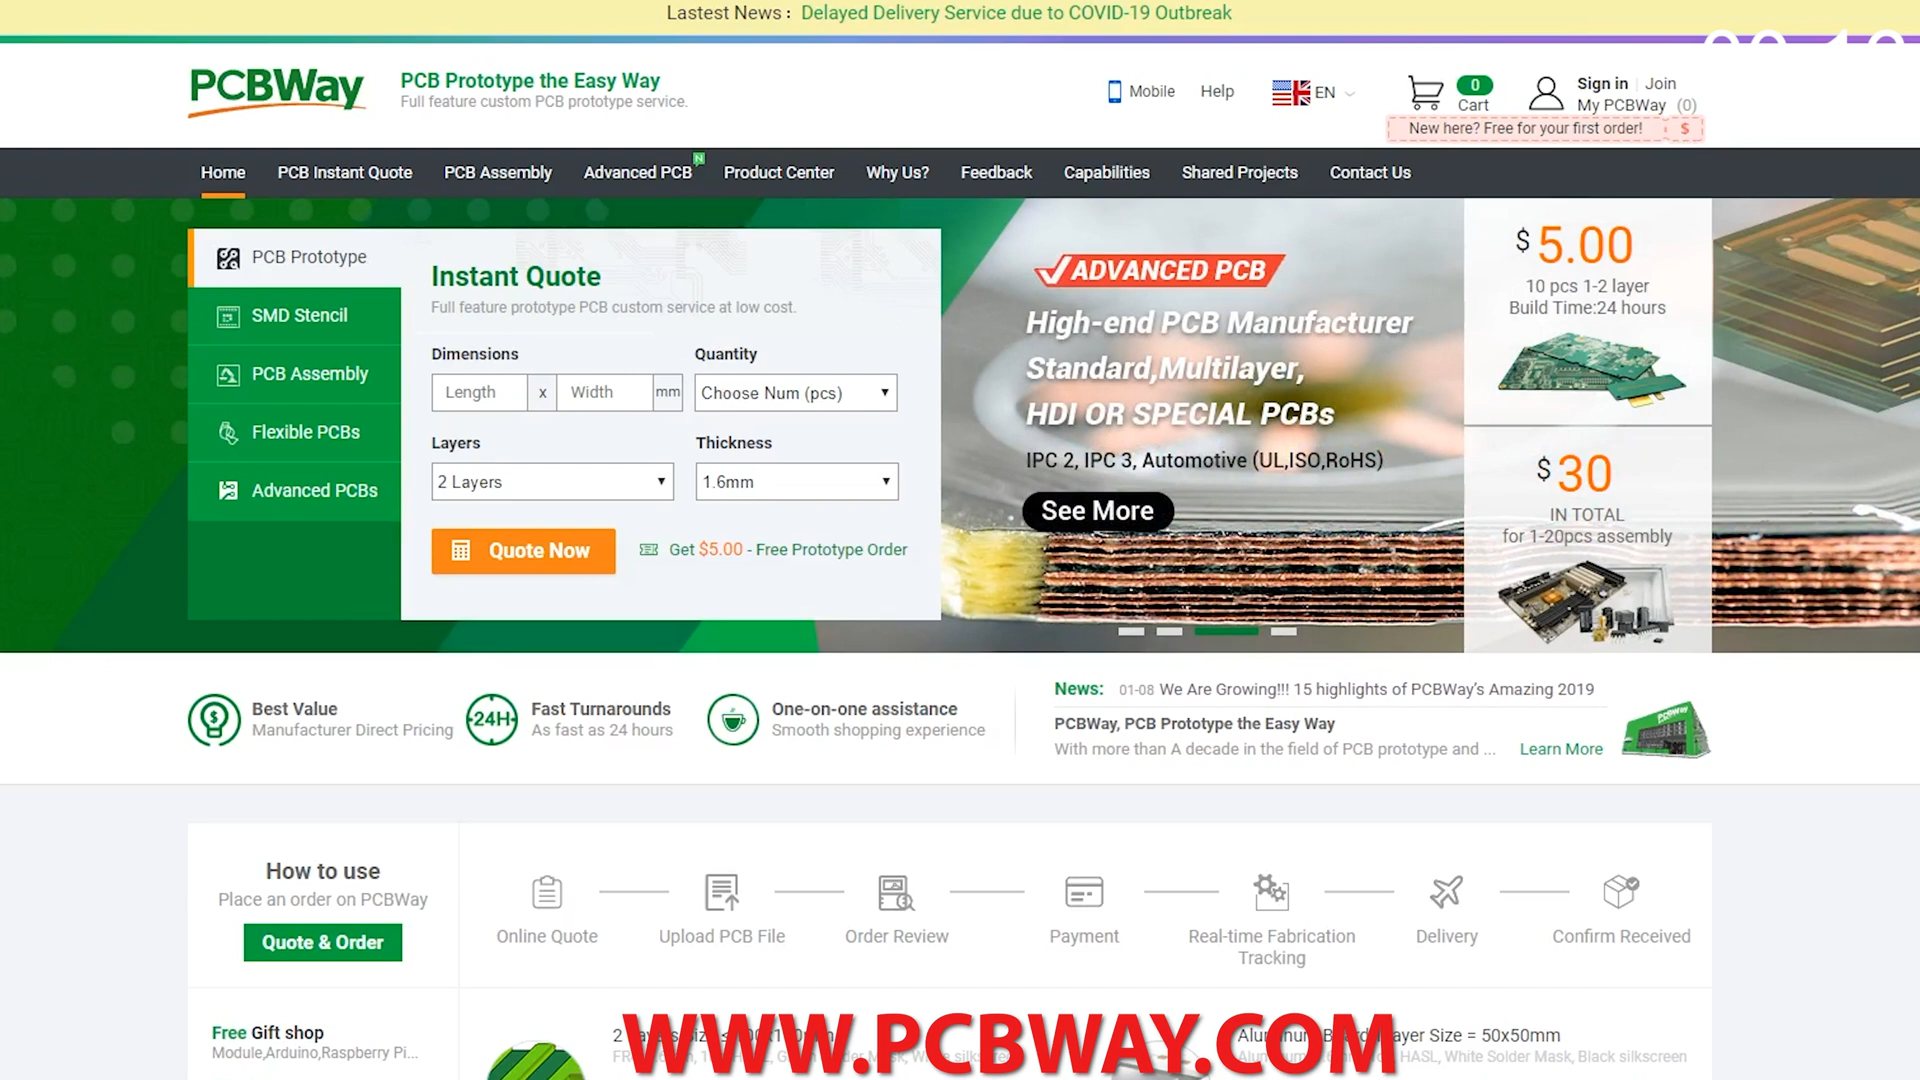 Lastest News : Delayed Delivery Service due to COVID-19 Outbreak
PCBWay
PCB Prototype the Easy Way
Full feature custom PCB prototype service.
Mobile
Help
EN
0
Cart
Sign in
Join
My PCBWay (0)
New here? Free for your first order! $
Home
PCB Instant Quote
PCB Assembly
Advanced PCB
N
Product Center
Why Us?
Feedback
Capabilities
Shared Projects
Contact Us
PCB Prototype
SMD Stencil
PCB Assembly
Flexible PCBs
Advanced PCBs
Instant Quote
Full feature prototype PCB custom service at low cost.
Dimensions
Quantity
Length x Width mm
Choose Num (pcs)
Layers
Thickness
2 Layers
1.6mm
Quote Now
Get $5.00 - Free Prototype Order
ADVANCED PCB
High-end PCB Manufacturer
Standard,Multilayer,
HDI OR SPECIAL PCBs
IPC 2, IPC 3, Automotive (UL,ISO,RoHS)
See More
$ 5.00
10 pcs 1-2 layer
Build Time:24 hours
$ 30
IN TOTAL
for 1-20pcs assembly
Best Value
Manufacturer Direct Pricing
24H
Fast Turnarounds
As fast as 24 hours
One-on-one assistance
Smooth shopping experience
News: 01-08 We Are Growing!!! 15 highlights of PCBWay's Amazing 2019
PCBWay, PCB Prototype the Easy Way
With more than A decade in the field of PCB prototype and ... Learn More
PCBWay
How to use
Place an order on PCBWay
Quote & Order
Online Quote
Upload PCB File
Order Review
Payment
Real-time Fabrication
Tracking
Delivery
Confirm Received
Free Gift shop
Module,Arduino,Raspberry Pi...
Size = 50x50mm
HASL, White Solder Mask, Black silkscreen
WWW.PCBWAY.COM